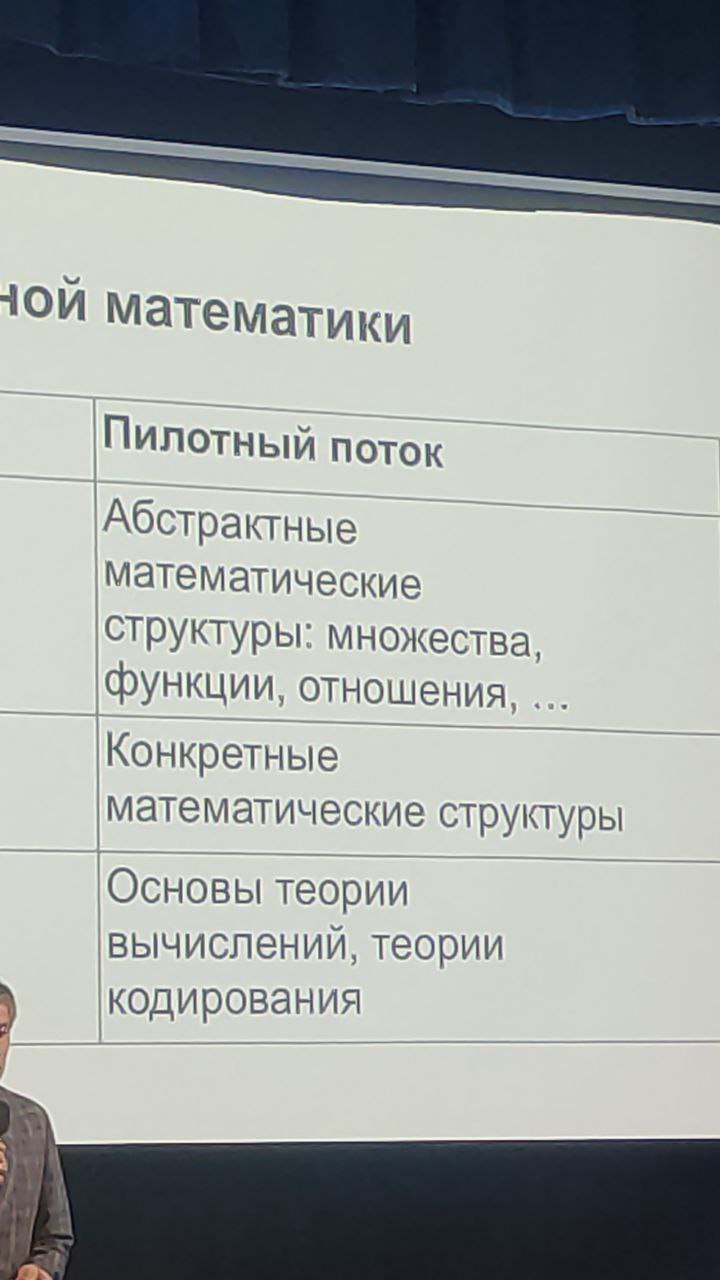 ной математики
Пилотный поток
Абстрактные
математические
структуры: множества,
функции, отношения, ...
Конкретные
математические структуры
Основы теории
вычислений, теории
кодирования